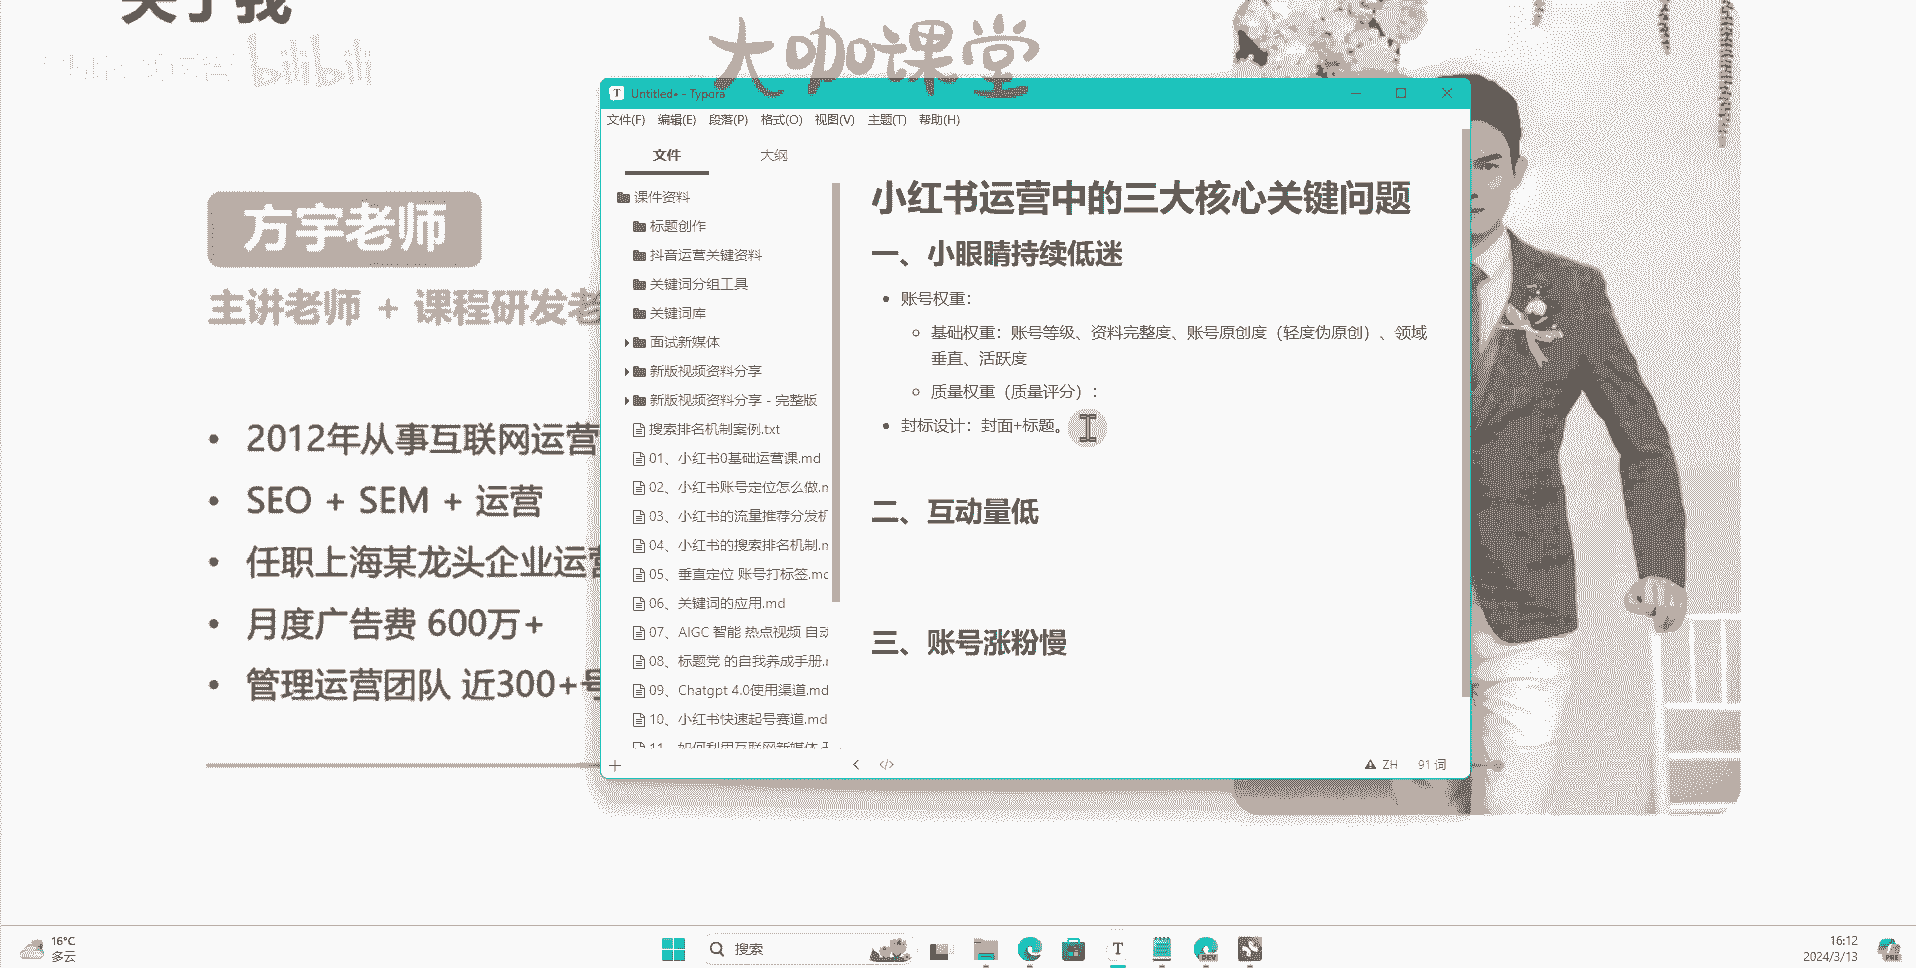 关于我
bilibili
大咖课堂
方宇老师
主讲老师 + 课程研发老
2012年从事互联网运营
SEO + SEM + 运营
任职上海某龙头企业运营
月度广告费 600万+
管理运营团队 近300+号
Untitled• - Typora
文件(F) 编辑(E) 段落(P) 格式(O) 视图(V) 主题(T) 帮助(H)
文件 大纲
课件资料
标题创作
抖音运营关键资料
关键词分组工具
关键词库
面试新媒体
新版视频资料分享
新版视频资料分享 - 完整版
搜索排名机制案例.txt
01、小红书0基础运营课.md
02、小红书账号定位怎么做.m
03、小红书的流量推荐分发机
04、小红书的搜索排名机制.m
05、垂直定位 账号打标签.md
06、关键词的应用.md
07、AIGC 智能 热点视频 自动
08、标题党 的自我养成手册.m
09、Chatgpt 4.0使用渠道.md
10、小红书快速起号赛道.md
11、如何利用互联网新媒体
小红书运营中的三大核心关键问题
一、小眼睛持续低迷
账号权重：
基础权重：账号等级、资料完整度、账号原创度（轻度伪原创）、领域
垂直、活跃度
质量权重（质量评分）：
封标设计：封面+标题。
二、互动量低
三、账号涨粉慢
ZH 91 词
16°C
多云
搜索
T
DEV
16:12
2024/3/13
PRE